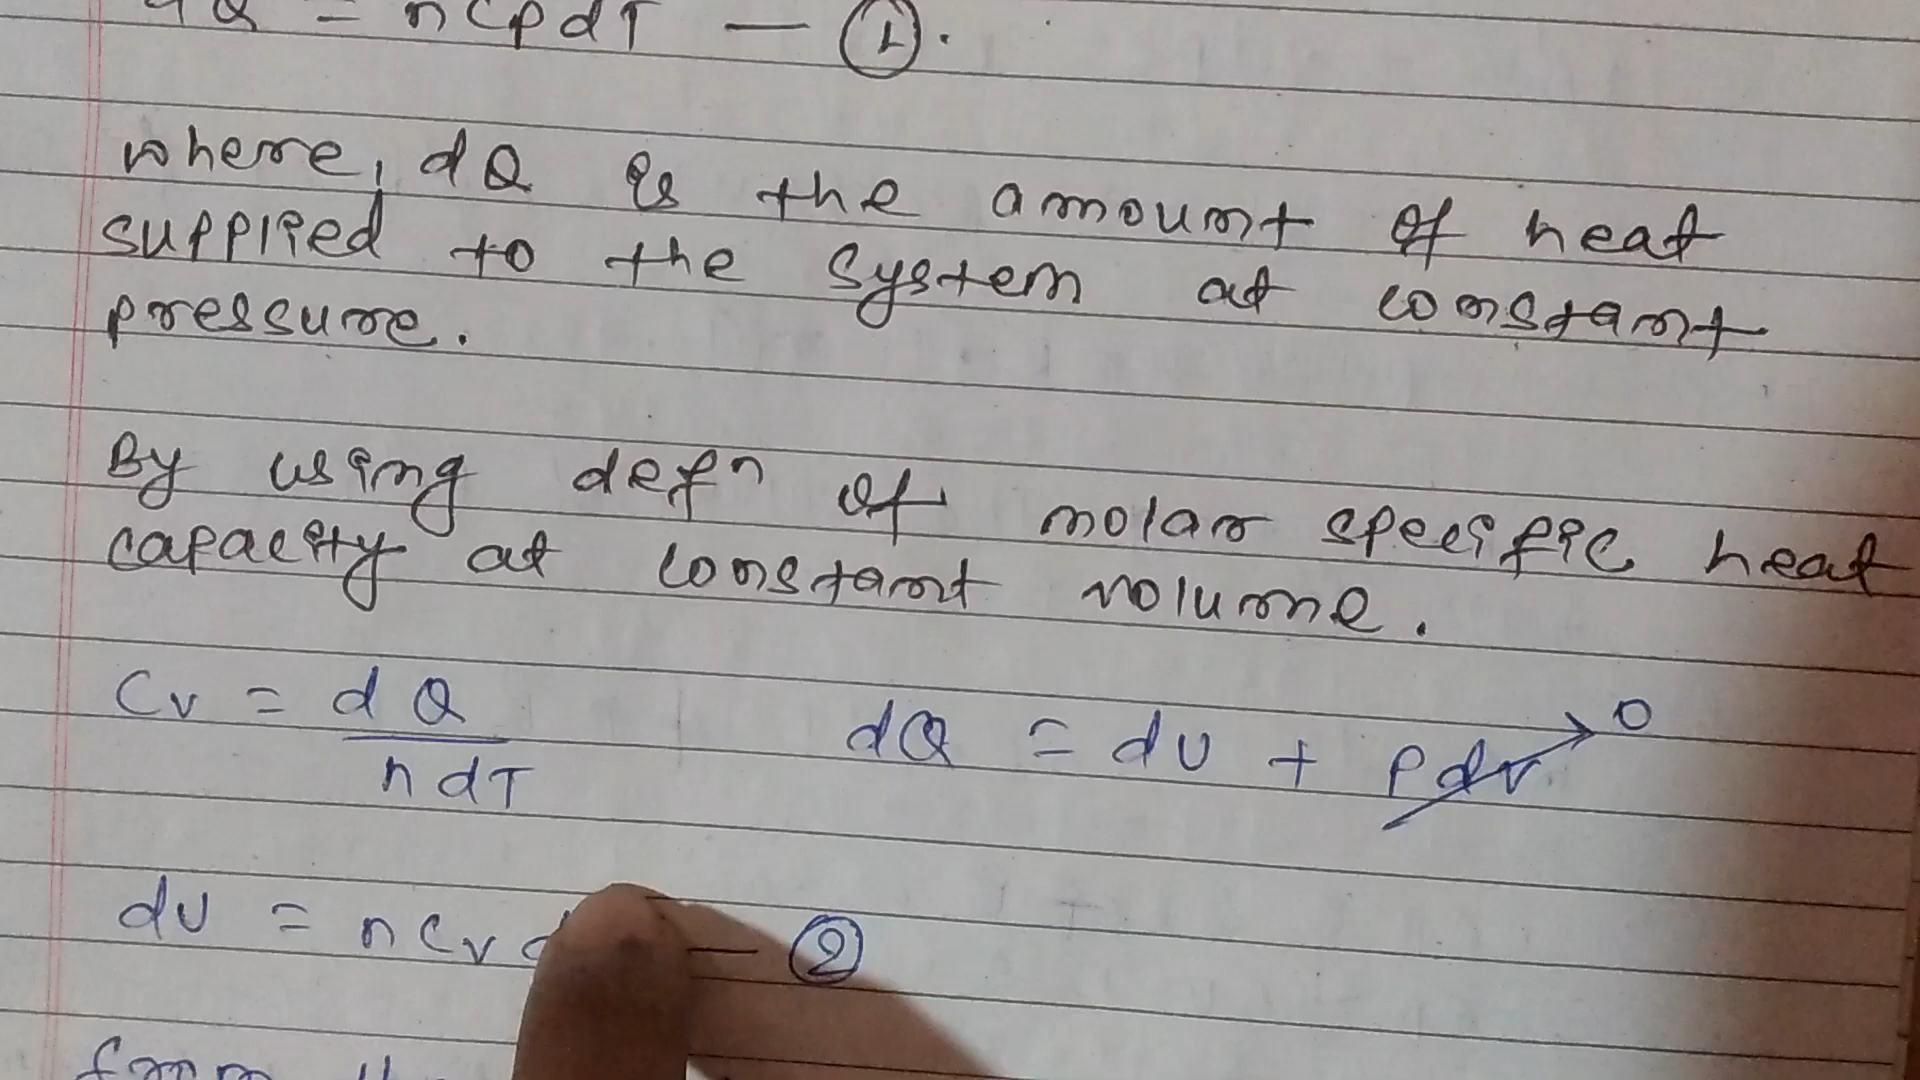 dQ = nCpdT — ①.
where, dQ is the amount of heat
supplied to the system at constant
pressure.
By using defn of molar specific heat
capacity at constant volume.
Cv = dQ / ndT    dQ = dU + Pdv → 0
dU = nCv — ②
from